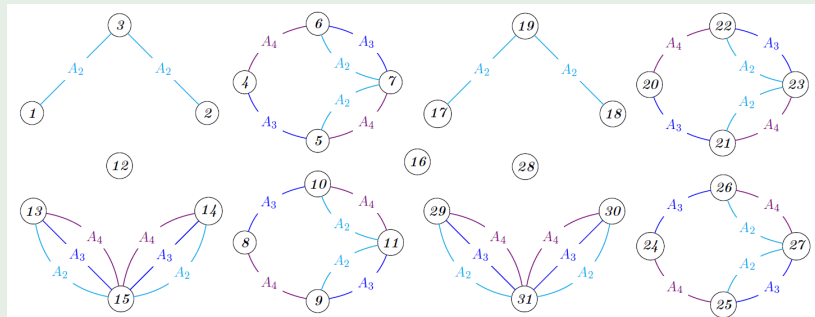 3
A₂ A₂
1 2
6
A₄ A₃
4 A₂ 7
A₂
A₃ A₄
5
19
A₂ A₂
17 18
22
A₄ A₃
20 A₂ 23
A₂
A₃ A₄
21
12
16
28
13 14
A₄ A₄
A₃ A₃
A₂ A₂
15
10
A₃ A₄
A₂
8 11
A₂
A₄ A₃
9
29 30
A₄ A₄
A₃ A₃
A₂ A₂
31
26
A₃ A₄
A₂
24 27
A₂
A₄ A₃
25